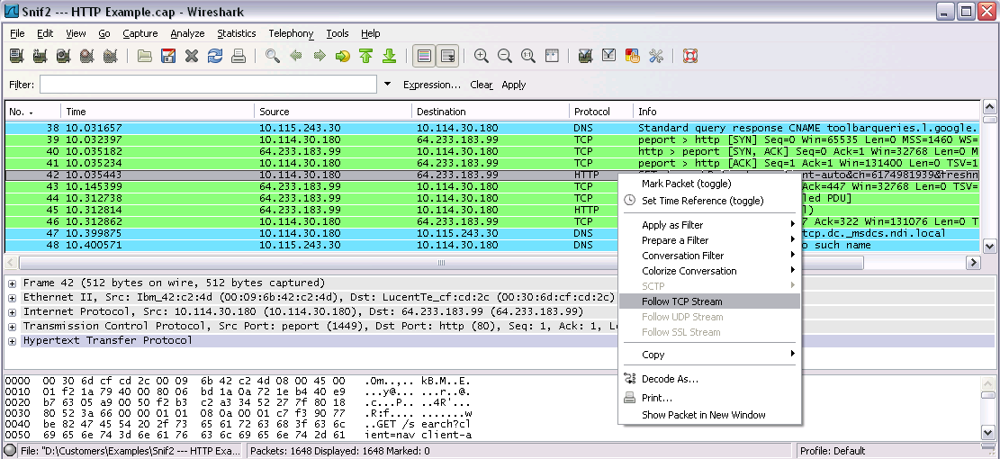 Snif2 --- HTTP Example.cap - Wireshark
File Edit View Go Capture Analyze Statistics Telephony Tools Help
Filter: Expression... Clear Apply
No. Time Source Destination Protocol Info
38 10.031657 10.115.243.30 10.114.30.180 DNS Standard query response CNAME toolbarqueries.l.google.
39 10.032397 10.114.30.180 64.233.183.99 TCP peport > http [SYN] Seq=0 Win=65535 Len=0 MSS=1460 WS=
40 10.035182 64.233.183.99 10.114.30.180 TCP http > peport [SYN, ACK] Seq=0 Ack=1 Win=32768 Len=0 M
41 10.035234 10.114.30.180 64.233.183.99 TCP peport > http [ACK] Seq=1 Ack=1 Win=131400 Len=0 TSV=1
42 10.035443 10.114.30.180 64.233.183.99 HTTP nt-auto&ch=6174981939&freshn
43 10.145399 64.233.183.99 10.114.30.180 TCP Ack=447 Win=32768 Len=0 TSV=
44 10.312738 64.233.183.99 10.114.30.180 TCP led PDU]
45 10.312814 64.233.183.99 10.114.30.180 HTTP )
46 10.312862 10.114.30.180 64.233.183.99 TCP 7 Ack=322 Win=131076 Len=0 T
47 10.399875 10.114.30.180 10.115.243.30 DNS tcp.dc._msdcs.ndi.local
48 10.400571 10.115.243.30 10.114.30.180 DNS o such name
Mark Packet (toggle)
Set Time Reference (toggle)
Apply as Filter
Prepare a Filter
Conversation Filter
Colorize Conversation
SCTP
Follow TCP Stream
Follow UDP Stream
Follow SSL Stream
Copy
Decode As...
Print...
Show Packet in New Window
Frame 42 (512 bytes on wire, 512 bytes captured)
Ethernet II, Src: Ibm_42:c2:4d (00:09:6b:42:c2:4d), Dst: LucentTe_cf:cd:2c (00:30:6d:cf:cd:2c)
Internet Protocol, Src: 10.114.30.180 (10.114.30.180), Dst: 64.233.183.99 (64.233.183.99)
Transmission Control Protocol, Src Port: peport (1449), Dst Port: http (80), Seq: 1, Ack: 1, L
Hypertext Transfer Protocol
0000 00 30 6d cf cd 2c 00 09 6b 42 c2 4d 08 00 45 00 .0m..,.. kB.M..E.
0010 01 f2 1a 79 40 00 80 06 bd 1a 0a 72 1e b4 40 e9 ...y@... ...r..@.
0020 b7 63 05 a9 00 50 f2 b3 c2 a3 34 52 27 7f 80 18 .c...P.. ..4R'...
0030 80 52 3a 66 00 00 01 01 08 0a 00 01 c7 f3 90 77 .R:f.... .......w
0040 be 82 47 45 54 20 2f 73 65 61 72 63 68 3f 63 6c ..GET /s earch?cl
0050 69 65 6e 74 3d 6e 61 76 63 6c 69 65 6e 74 2d 61 ient=nav client-a
File: "D:\Customers\Examples\Snif2 --- HTTP Exa... Packets: 1648 Displayed: 1648 Marked: 0 Profile: Default